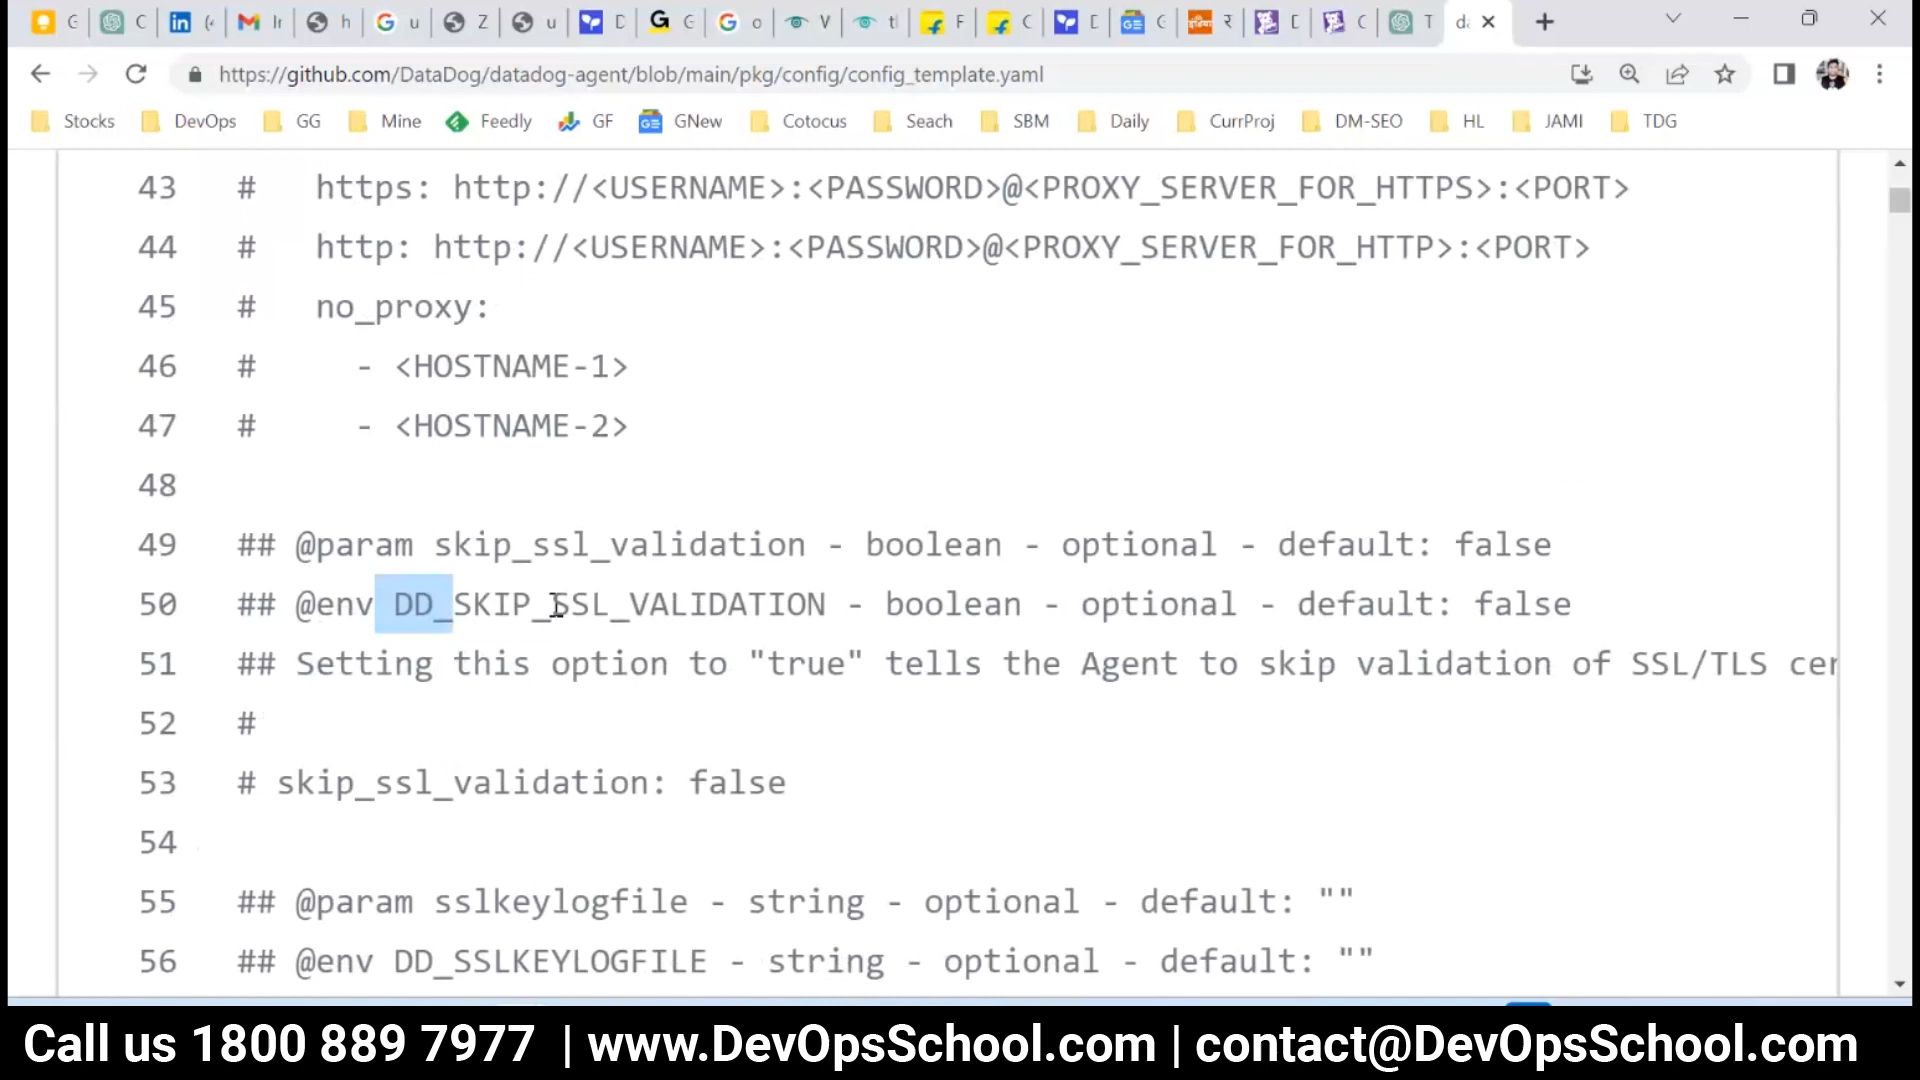 G C ( Ir h u Z u D G o V tl F C D G र D C T d
https://github.com/DataDog/datadog-agent/blob/main/pkg/config/config_template.yaml
Stocks DevOps GG Mine Feedly GF GNew Cotocus Seach SBM Daily CurrProj DM-SEO HL JAMI TDG
43 # https: http://<USERNAME>:<PASSWORD>@<PROXY_SERVER_FOR_HTTPS>:<PORT>
44 # http: http://<USERNAME>:<PASSWORD>@<PROXY_SERVER_FOR_HTTP>:<PORT>
45 # no_proxy:
46 # - <HOSTNAME-1>
47 # - <HOSTNAME-2>
48
49 ## @param skip_ssl_validation - boolean - optional - default: false
50 ## @env DD_SKIP_SSL_VALIDATION - boolean - optional - default: false
51 ## Setting this option to "true" tells the Agent to skip validation of SSL/TLS cer
52 #
53 # skip_ssl_validation: false
54
55 ## @param sslkeylogfile - string - optional - default: ""
56 ## @env DD_SSLKEYLOGFILE - string - optional - default: ""
Call us 1800 889 7977 | www.DevOpsSchool.com | contact@DevOpsSchool.com